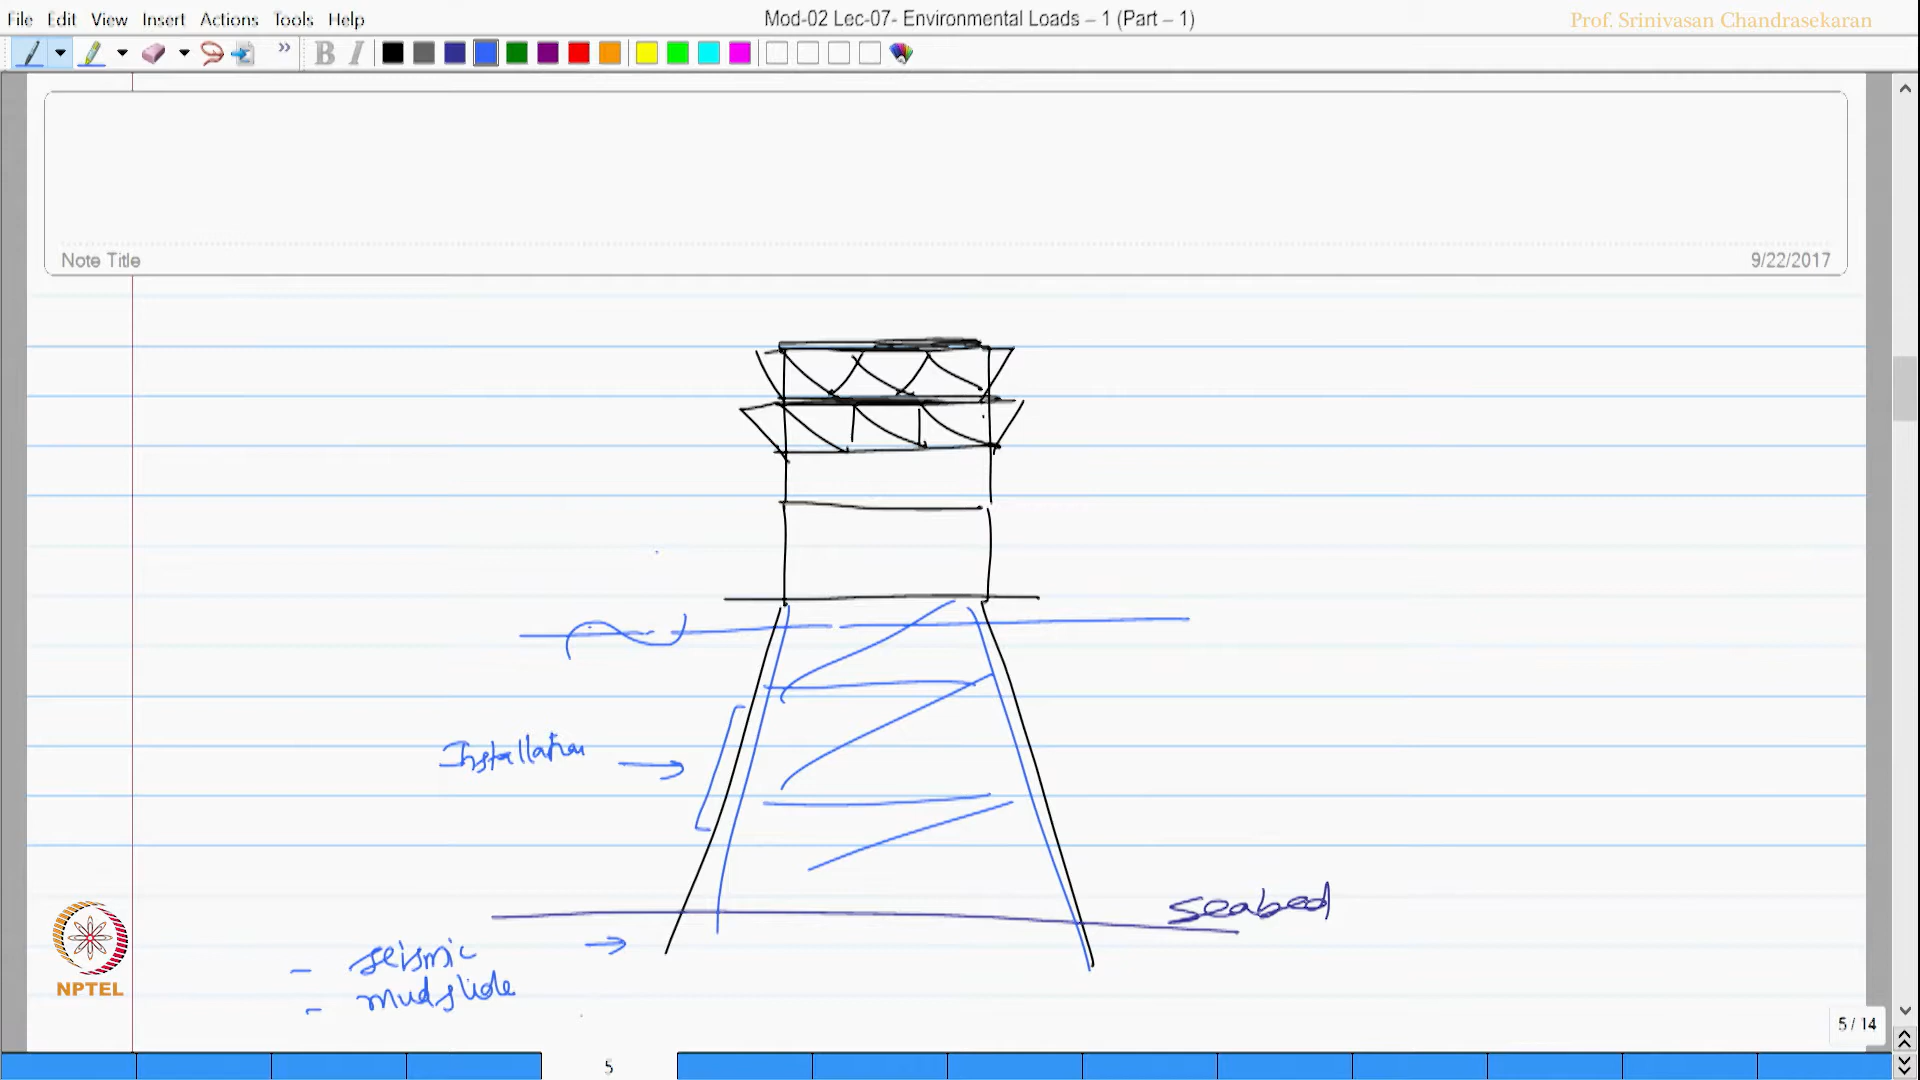 File Edit View Insert Actions Tools Help
Mod-02 Lec-07- Environmental Loads – 1 (Part – 1)
Prof. Srinivasan Chandrasekaran
B I
Note Title
9/22/2017
Installation →
seabed
- seismic →
- mudslide
NPTEL
5 / 14
5